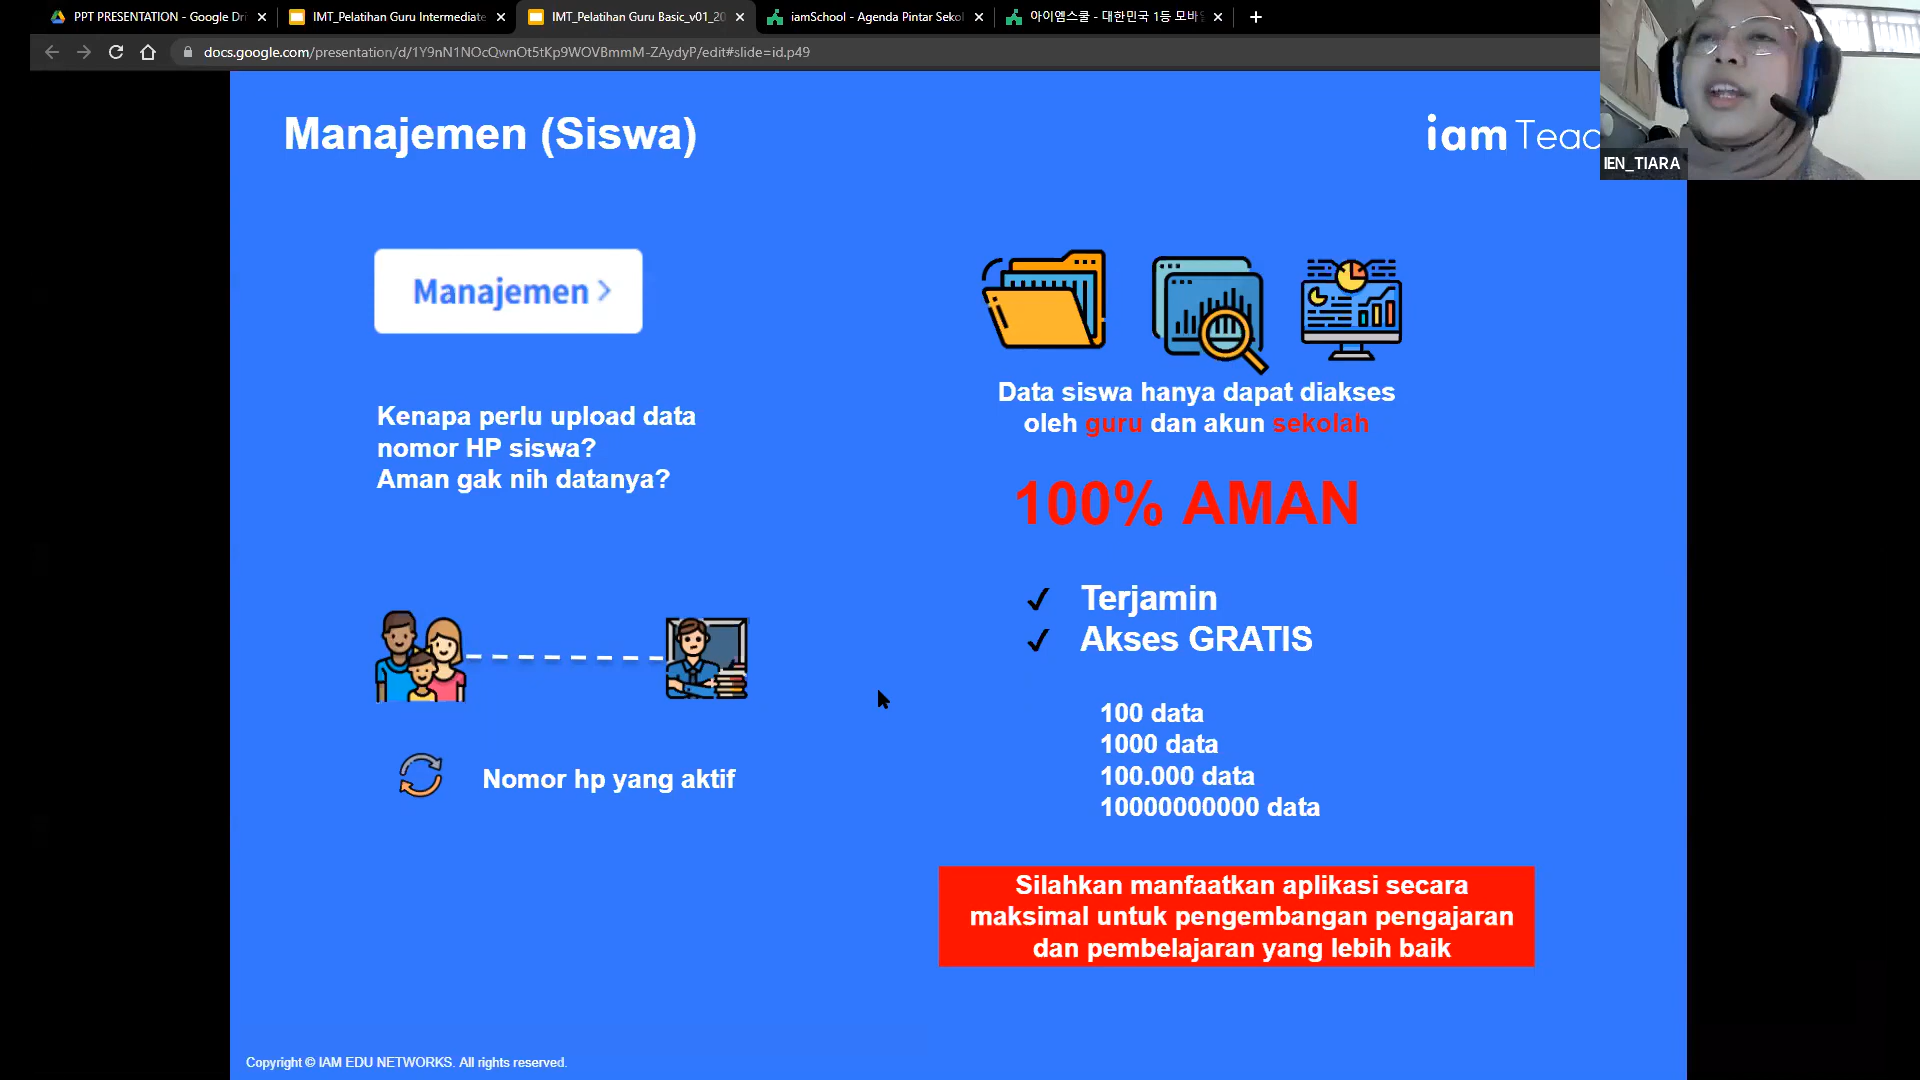 PPT PRESENTATION - Google Dri
IMT_Pelatihan Guru Intermediate
IMT_Pelatihan Guru Basic_v01_20
iamSchool - Agenda Pintar Sekol
아이엠스쿨 - 대한민국 1등 모바일
docs.google.com/presentation/d/1Y9nN1NOcQwnOt5tKp9WOVBmmM-ZAydyP/edit#slide=id.p49
IEN_TIARA
Manajemen (Siswa)
iam Teac
Manajemen >
Kenapa perlu upload data
nomor HP siswa?
Aman gak nih datanya?
Nomor hp yang aktif
Data siswa hanya dapat diakses
oleh guru dan akun sekolah
100% AMAN
✓ Terjamin
✓ Akses GRATIS
100 data
1000 data
100.000 data
10000000000 data
Silahkan manfaatkan aplikasi secara
maksimal untuk pengembangan pengajaran
dan pembelajaran yang lebih baik
Copyright © IAM EDU NETWORKS. All rights reserved.